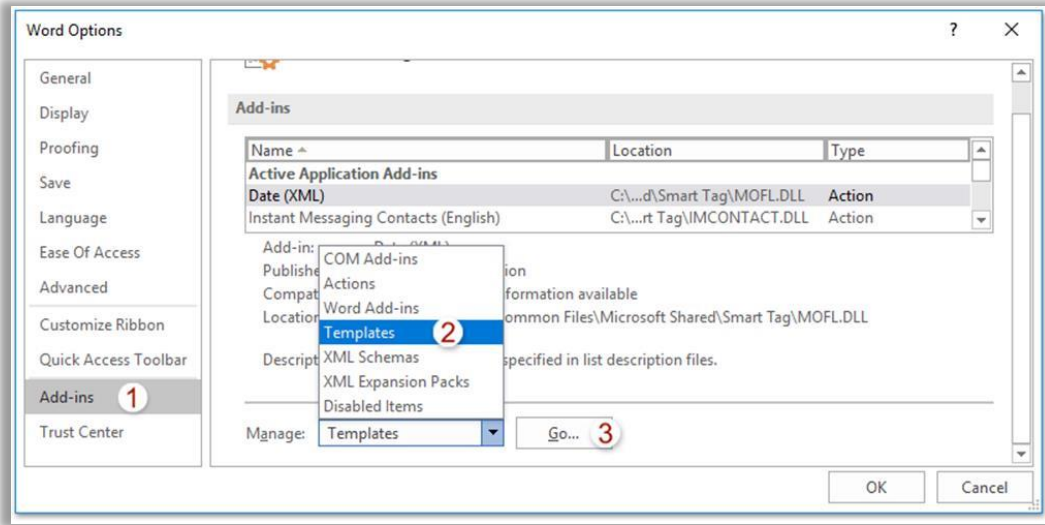 Word Options ? ×
General
Display
Proofing
Save
Language
Ease Of Access
Advanced
Customize Ribbon
Quick Access Toolbar
Add-ins 1
Trust Center
Add-ins
Name Location Type
Active Application Add-ins
Date (XML) C:\...d\Smart Tag\MOFL.DLL Action
Instant Messaging Contacts (English) C:\...rt Tag\IMCONTACT.DLL Action
Add-in:
Publishe ion
Compat formation available
Location ommon Files\Microsoft Shared\Smart Tag\MOFL.DLL
Descript specified in list description files.
COM Add-ins
Actions
Word Add-ins
Templates 2
XML Schemas
XML Expansion Packs
Disabled Items
Manage: Templates Go... 3
OK Cancel